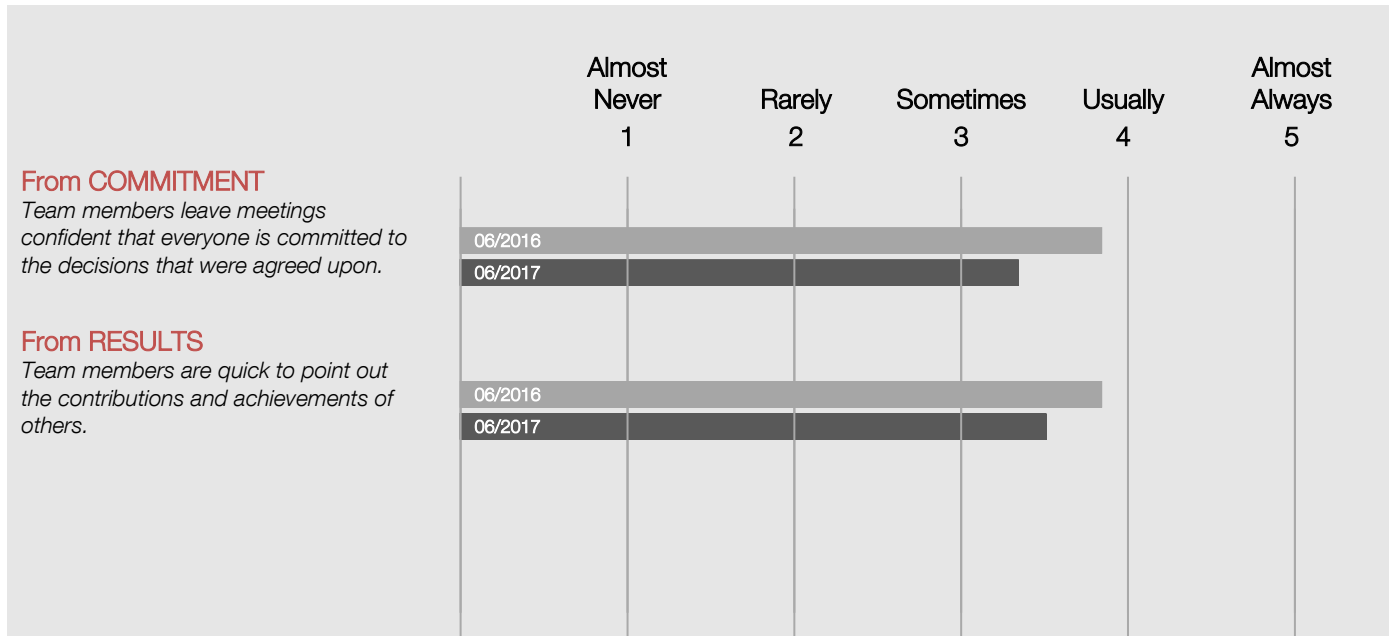 Almost
Never
Rarely
Sometimes
Usually
Almost
Always
1
2
3
4
5
From COMMITMENT
Team members leave meetings
confident that everyone is committed to
the decisions that were agreed upon.
06/2016
06/2017
From RESULTS
Team members are quick to point out
the contributions and achievements of
others.
06/2016
06/2017